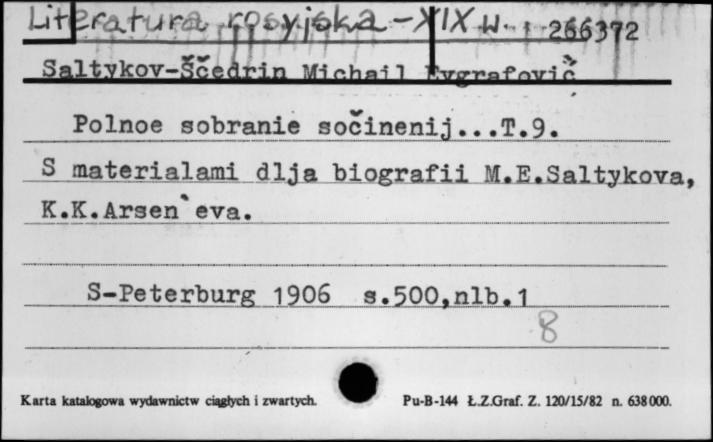 Literatura rosyjska - XIX w. 266372
Saltykov-Ščedrin Michail Evgrafovič
Polnoe sobranie sočinenij...T.9.
S materialami dlja biografii M.E.Saltykova,
K.K.Arsen`eva.
S-Peterburg 1906 s.500,nlb.1
8
Karta katalogowa wydawnictw ciągłych i zwartych. Pu-B-144 Ł.Z.Graf. Z. 120/15/82 n. 638000.